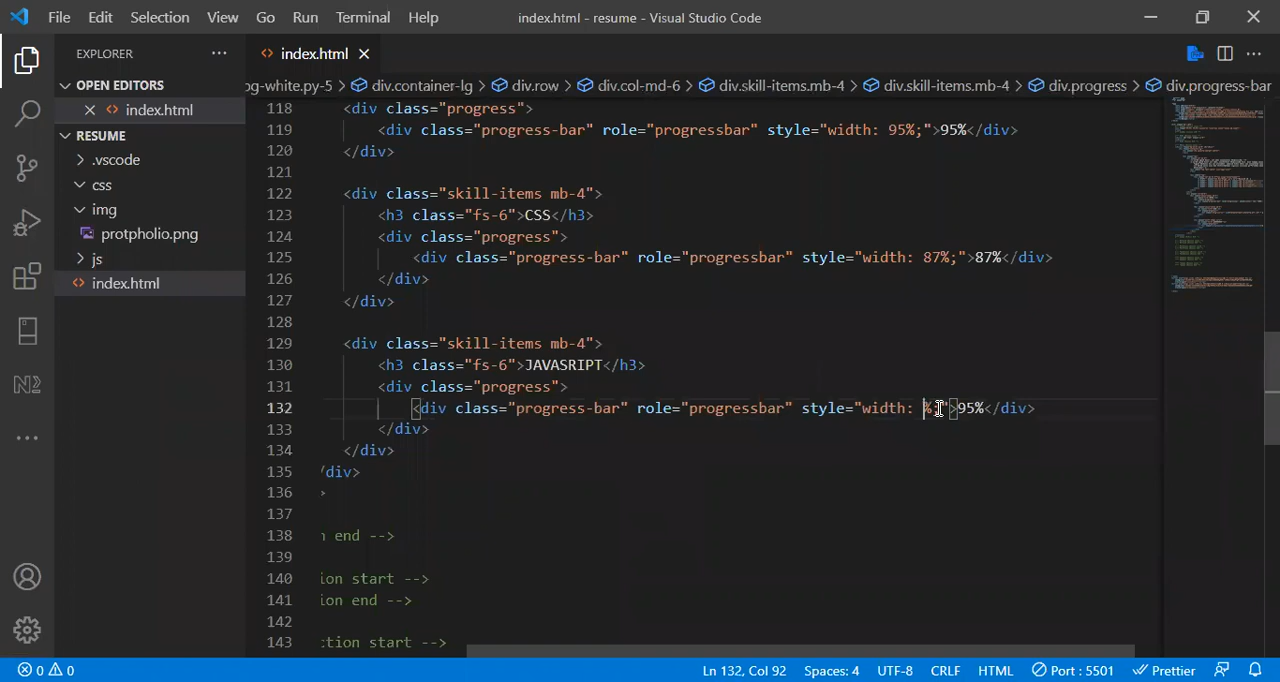 File Edit Selection View Go Run Terminal Help index.html - resume - Visual Studio Code
EXPLORER ··· index.html
OPEN EDITORS
index.html
RESUME
.vscode
css
img
protpholio.png
js
index.html
og-white.py-5 > div.container-lg > div.row > div.col-md-6 > div.skill-items.mb-4 > div.skill-items.mb-4 > div.progress > div.progress-bar
118 <div class="progress">
119 <div class="progress-bar" role="progressbar" style="width: 95%;">95%</div>
120 </div>
121
122 <div class="skill-items mb-4">
123 <h3 class="fs-6">CSS</h3>
124 <div class="progress">
125 <div class="progress-bar" role="progressbar" style="width: 87%;">87%</div>
126 </div>
127 </div>
128
129 <div class="skill-items mb-4">
130 <h3 class="fs-6">JAVASRIPT</h3>
131 <div class="progress">
132 <div class="progress-bar" role="progressbar" style="width: %;">95%</div>
133 </div>
134 </div>
135 /div>
136 >
137
138 n end -->
139
140 ion start -->
141 ion end -->
142
143 ction start -->
0 0 Ln 132, Col 92 Spaces: 4 UTF-8 CRLF HTML Port : 5501 Prettier